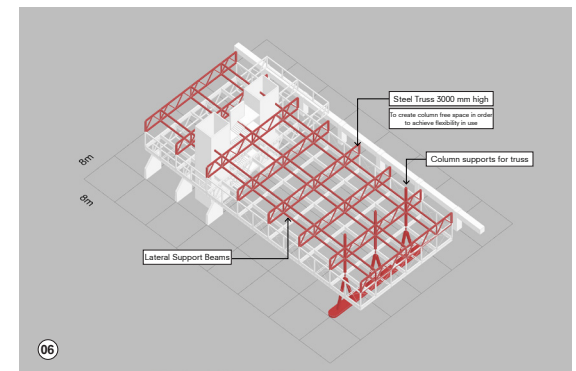 Steel Truss 3000 mm high
To create column free space in order
to achieve flexibility in use
Column supports for truss
8m
8m
Lateral Support Beams
06